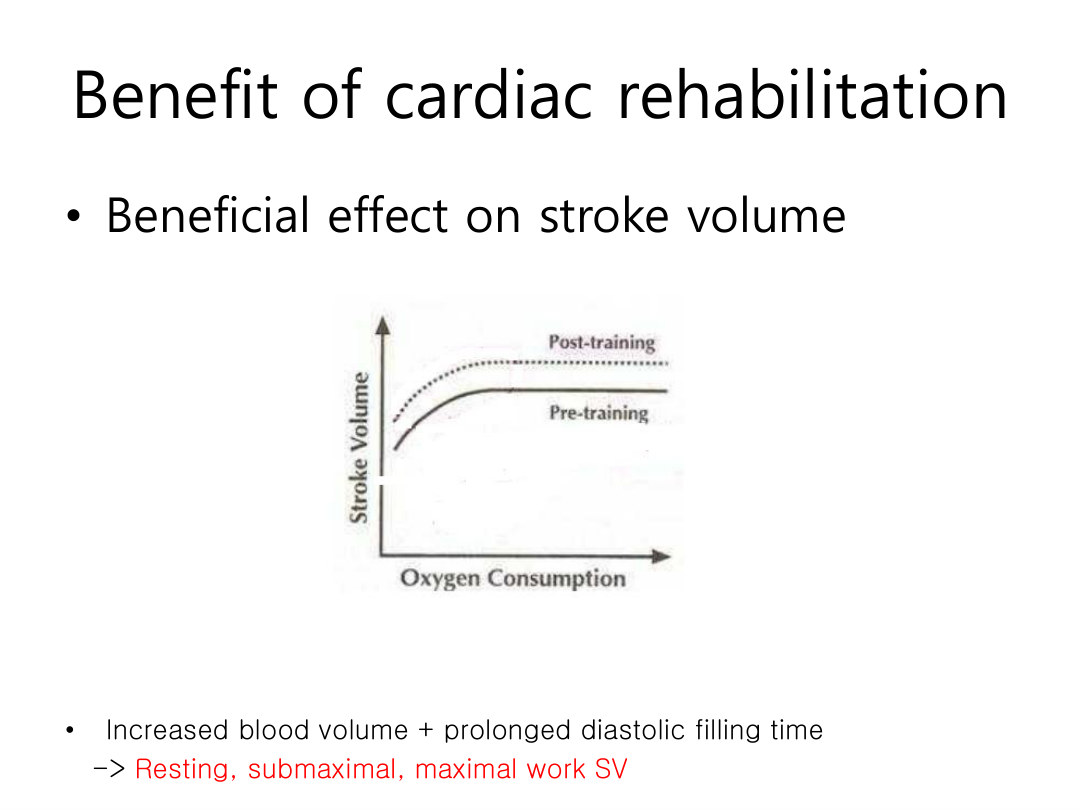 Benefit of cardiac rehabilitation
• Beneficial effect on stroke volume
Post-training
Pre-training
Stroke Volume
Oxygen Consumption
• Increased blood volume + prolonged diastolic filling time
-> Resting, submaximal, maximal work SV